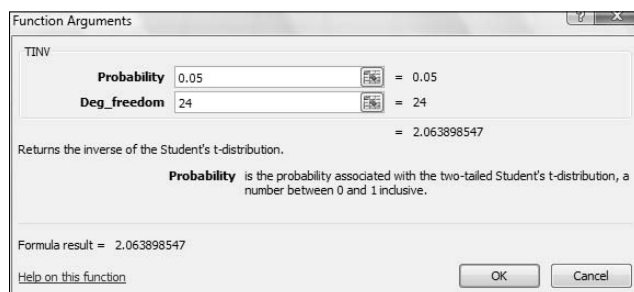 Function Arguments
TINV
Probability 0.05 = 0.05
Deg_freedom 24 = 24
= 2.063898547
Returns the inverse of the Student's t-distribution.
Probability is the probability associated with the two-tailed Student's t-distribution, a
number between 0 and 1 inclusive.
Formula result = 2.063898547
Help on this function OK Cancel